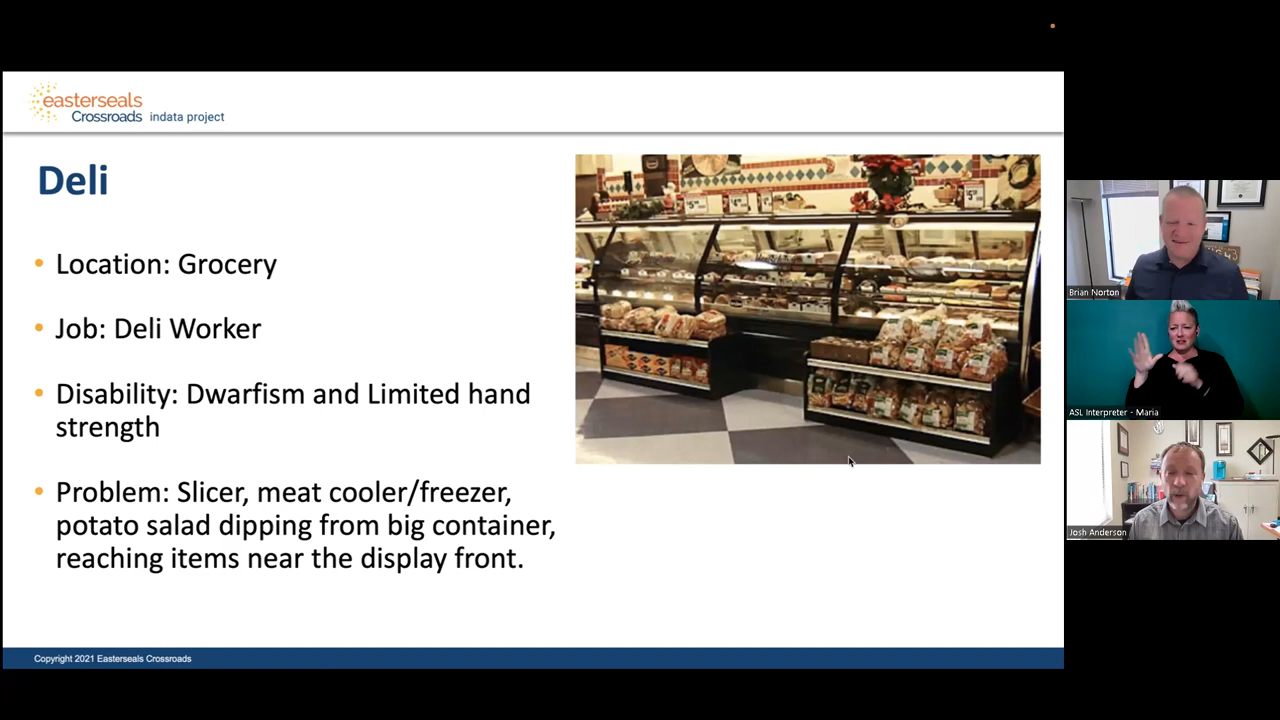 easterseals
Crossroads indata project
Deli
• Location: Grocery
• Job: Deli Worker
• Disability: Dwarfism and Limited hand
strength
• Problem: Slicer, meat cooler/freezer,
potato salad dipping from big container,
reaching items near the display front.
Copyright 2021 Easterseals Crossroads
Brian Norton
ASL Interpreter - Maria
Josh Anderson